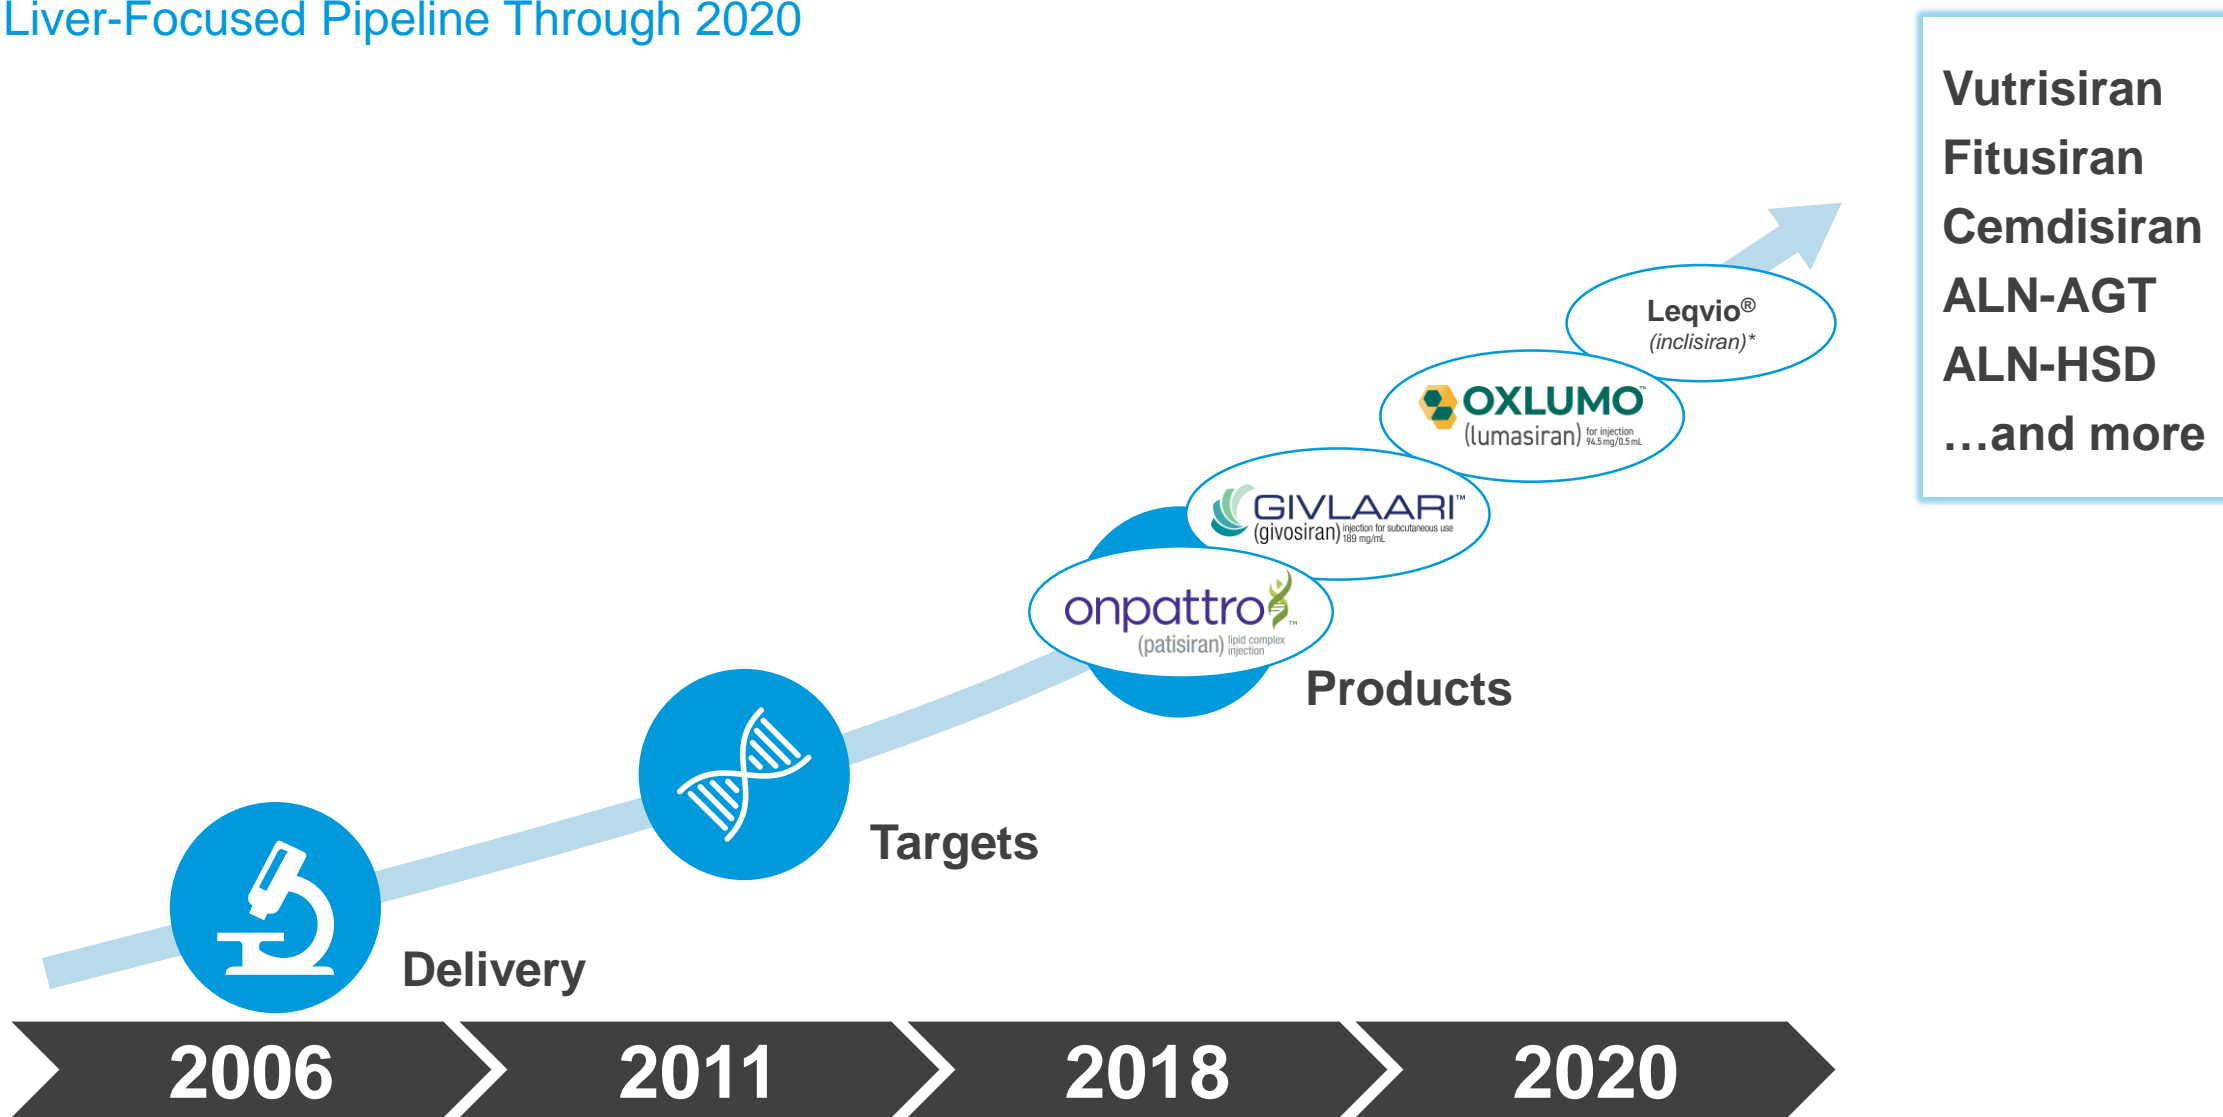 Liver-Focused Pipeline Through 2020
Vutrisiran
Fitusiran
Cemdisiran
ALN-AGT
ALN-HSD
…and more
Leqvio®
(inclisiran)*
OXLUMO™
(lumasiran) for injection
94.5 mg/0.5 mL
GIVLAARI™
(givosiran) injection for subcutaneous use
189 mg/mL
onpattro™
(patisiran) lipid complex
injection
Products
Targets
Delivery
2006
2011
2018
2020